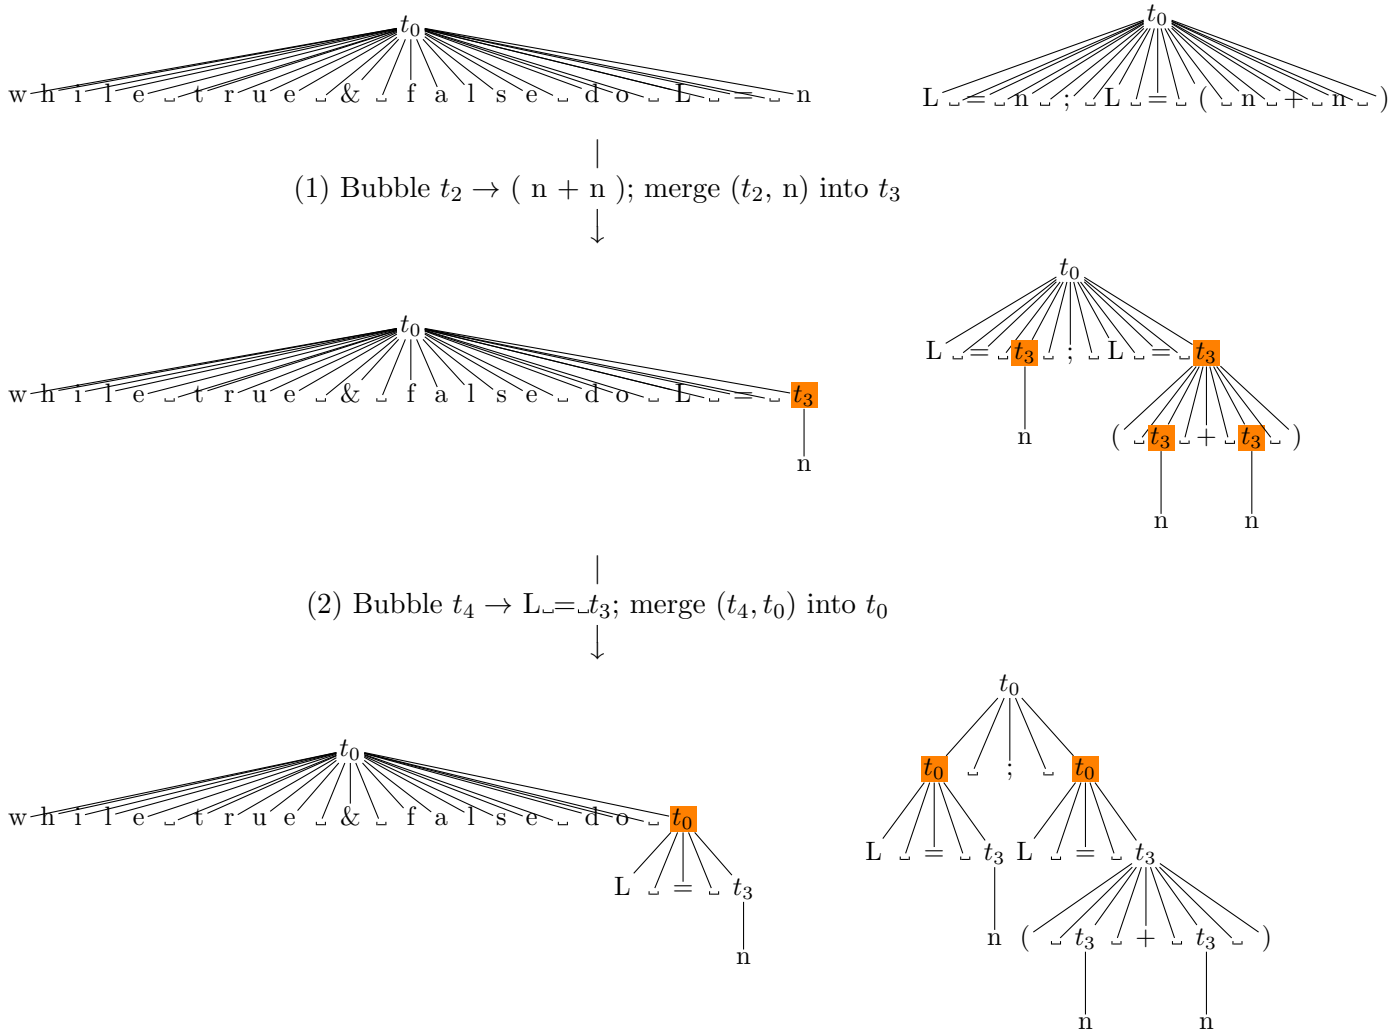 t₀ t₀
w h i l e ␣ t r u e ␣ & ␣ f a l s e ␣ d o ␣ L ␣ = ␣ n L ␣ = ␣ n ␣ ; ␣ L ␣ = ␣ ( ␣ n ␣ + ␣ n ␣ )
(1) Bubble t₂ → ( n + n ); merge (t₂, n) into t₃
t₀
t₀
L ␣ = ␣ t₃ ␣ ; ␣ L ␣ = ␣ t₃
w h i l e ␣ t r u e ␣ & ␣ f a l s e ␣ d o ␣ L ␣ = ␣ t₃
n ( ␣ t₃ ␣ + ␣ t₃ ␣ )
n
n n
(2) Bubble t₄ → L␣=␣t₃; merge (t₄, t₀) into t₀
t₀
t₀
t₀ ␣ ; ␣ t₀
w h i l e ␣ t r u e ␣ & ␣ f a l s e ␣ d o ␣ t₀
L ␣ = ␣ t₃ L ␣ = ␣ t₃
L ␣ = ␣ t₃
n ( ␣ t₃ ␣ + ␣ t₃ ␣ )
n
n n